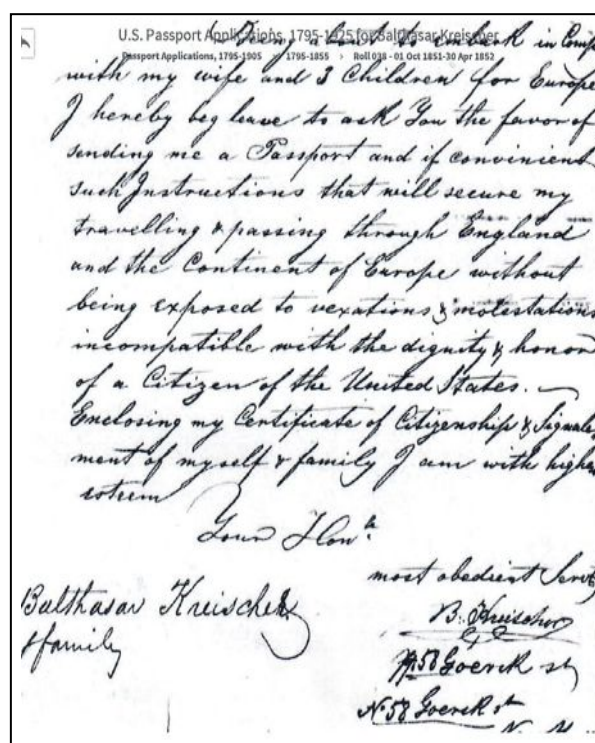 U.S. Passport Applications, 1795-1925 for Balthasar Kreischer
Passport Applications, 1795-1905 › 1795-1855 › Roll 038 - 01 Oct 1851-30 Apr 1852
Being about to embark in Comp
with my wife and 3 Children for Europe
I hereby beg leave to ask You the favor of
sending me a Passport and if convinient
such Instructions that will secure my
travelling & passing through England
and the Continent of Europe without
being exposed to vexations & molestations
incompatible with the dignity & honor
of a Citizen of the United States. —
Enclosing my Certificate of Citizenship & Signale
ment of myself & family I am with highe
esteem
Your Hon.
most obedient Servt
Balthasar Kreischer
& family
B. Kreischer
58 Goerck st
No 58 Goerck st
N.